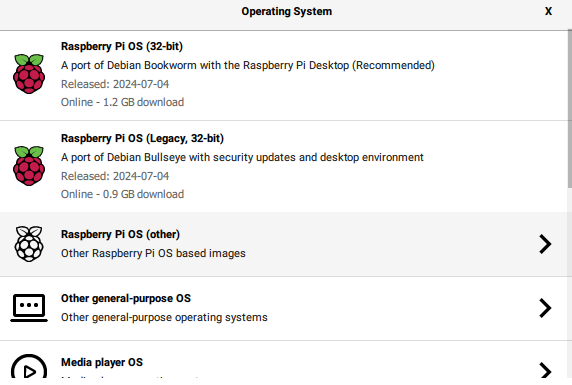 Operating System
X
Raspberry Pi OS (32-bit)
A port of Debian Bookworm with the Raspberry Pi Desktop (Recommended)
Released: 2024-07-04
Online - 1.2 GB download
Raspberry Pi OS (Legacy, 32-bit)
A port of Debian Bullseye with security updates and desktop environment
Released: 2024-07-04
Online - 0.9 GB download
Raspberry Pi OS (other)
Other Raspberry Pi OS based images
Other general-purpose OS
Other general-purpose operating systems
Media player OS